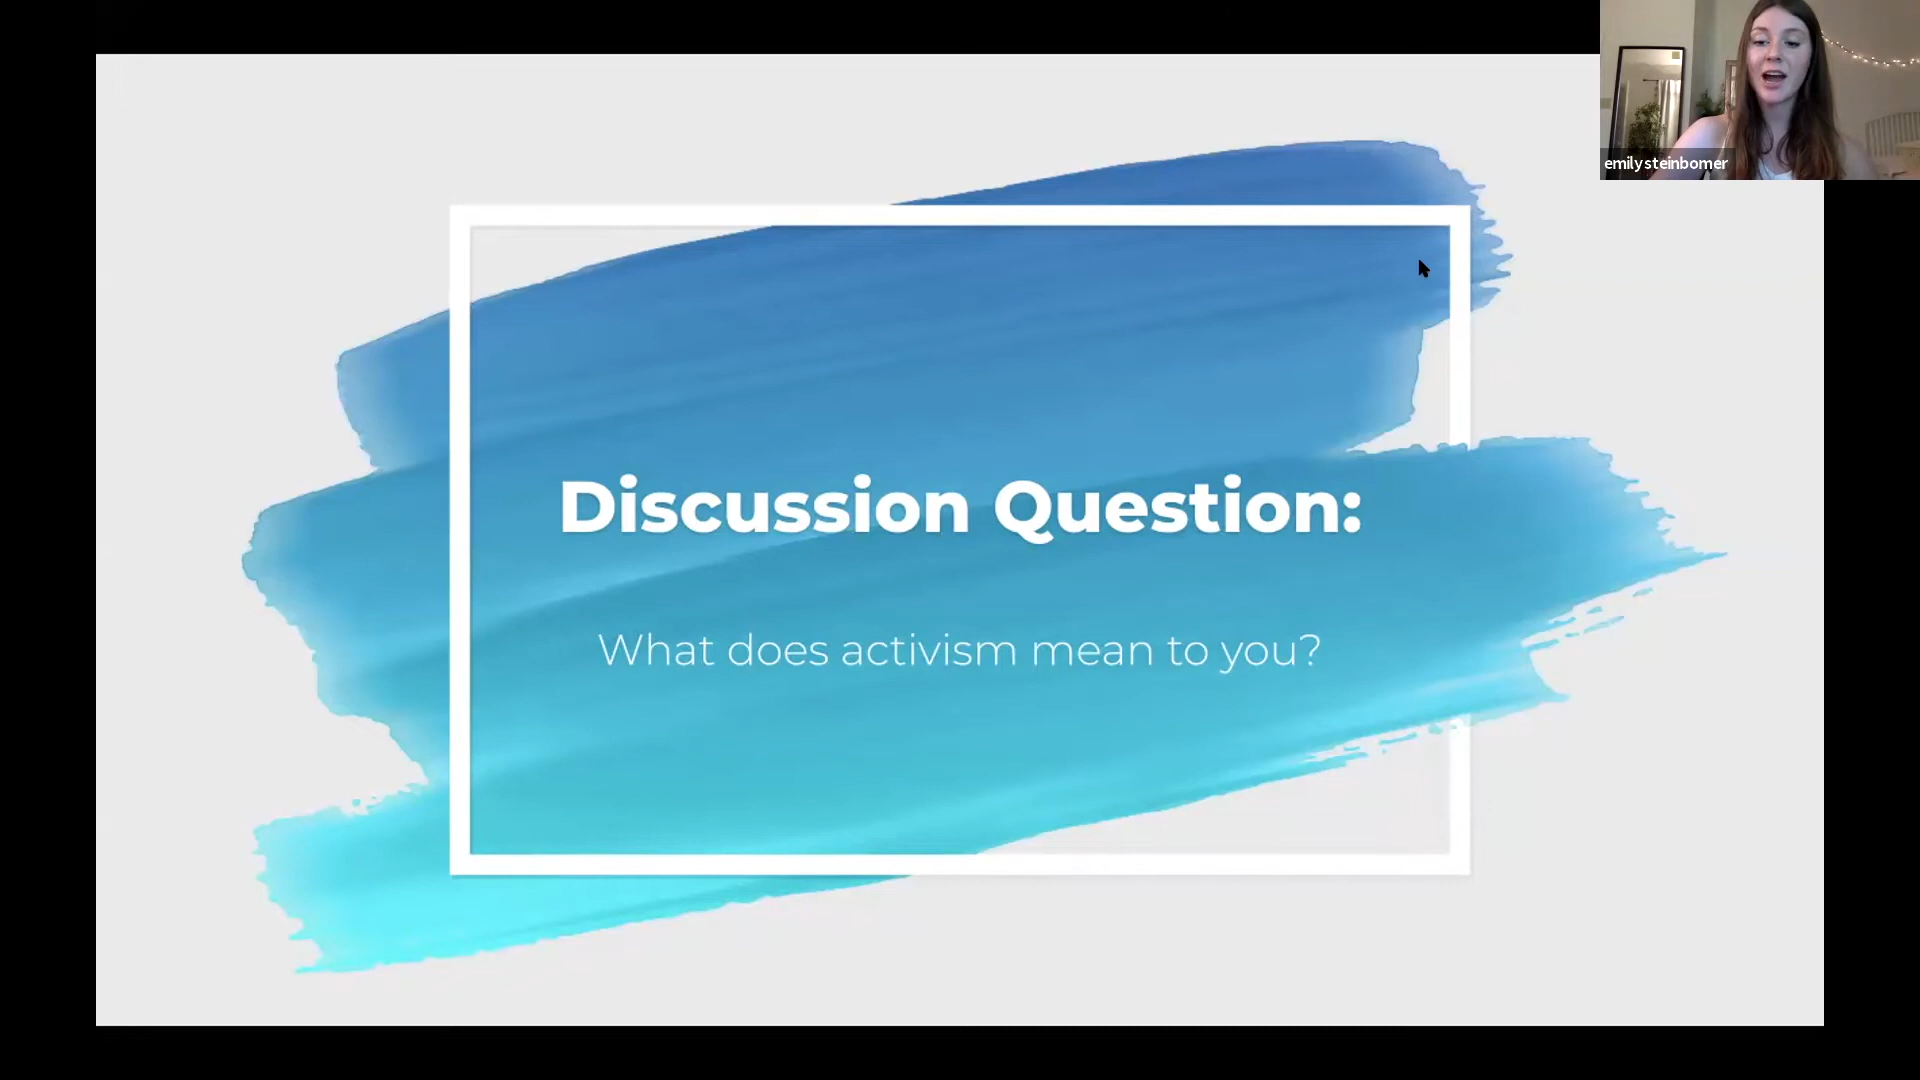 emilysteinbomer
Discussion Question:
What does activism mean to you?